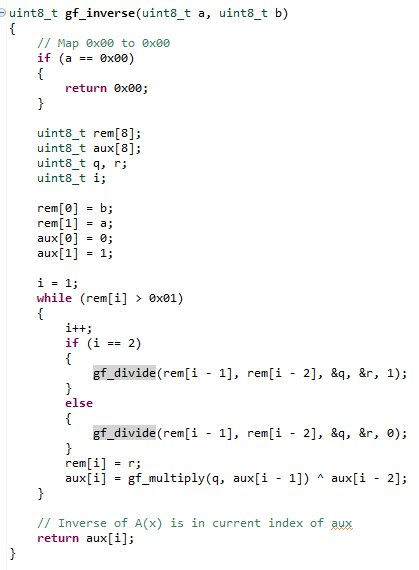 uint8_t gf_inverse(uint8_t a, uint8_t b)
{
    // Map 0x00 to 0x00
    if (a == 0x00)
    {
        return 0x00;
    }

    uint8_t rem[8];
    uint8_t aux[8];
    uint8_t q, r;
    uint8_t i;

    rem[0] = b;
    rem[1] = a;
    aux[0] = 0;
    aux[1] = 1;

    i = 1;
    while (rem[i] > 0x01)
    {
        i++;
        if (i == 2)
        {
            gf_divide(rem[i - 1], rem[i - 2], &q, &r, 1);
        }
        else
        {
            gf_divide(rem[i - 1], rem[i - 2], &q, &r, 0);
        }
        rem[i] = r;
        aux[i] = gf_multiply(q, aux[i - 1]) ^ aux[i - 2];
    }

    // Inverse of A(x) is in current index of aux
    return aux[i];
}